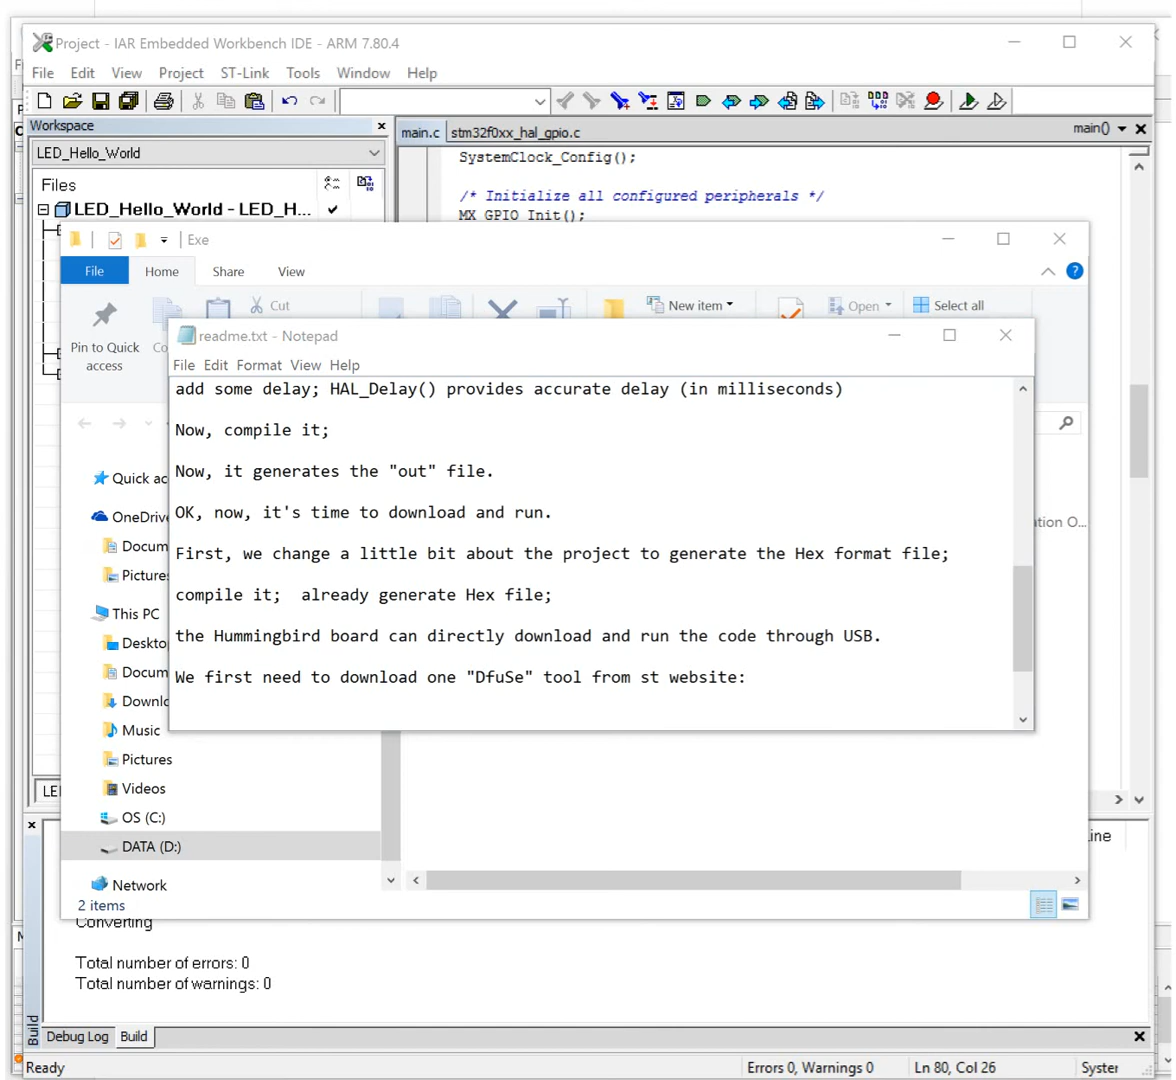 Project - IAR Embedded Workbench IDE - ARM 7.80.4
File Edit View Project ST-Link Tools Window Help
Workspace
LED_Hello_World
Files
LED_Hello_World - LED_H...
main.c stm32f0xx_hal_gpio.c main()
SystemClock_Config();
/* Initialize all configured peripherals */
MX_GPIO_Init();
Exe
File Home Share View
Pin to Quick access
Cut
New item
Open
Select all
readme.txt - Notepad
File Edit Format View Help
add some delay; HAL_Delay() provides accurate delay (in milliseconds)
Now, compile it;
Now, it generates the "out" file.
OK, now, it's time to download and run.
First, we change a little bit about the project to generate the Hex format file;
compile it;  already generate Hex file;
the Hummingbird board can directly download and run the code through USB.
We first need to download one "DfuSe" tool from st website:
Quick ac
OneDrive
Docum
Pictures
This PC
Deskto
Docum
Downlo
Music
Pictures
Videos
OS (C:)
DATA (D:)
Network
2 items
Converting
Total number of errors: 0
Total number of warnings: 0
Build
Debug Log Build
Ready Errors 0, Warnings 0 Ln 80, Col 26 Syster